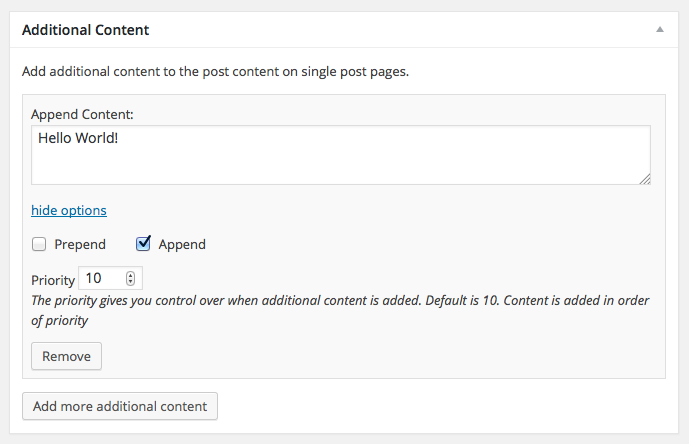 Additional Content
Add additional content to the post content on single post pages.
Append Content:
Hello World!
hide options
Prepend Append
Priority 10
The priority gives you control over when additional content is added. Default is 10. Content is added in order
of priority
Remove
Add more additional content